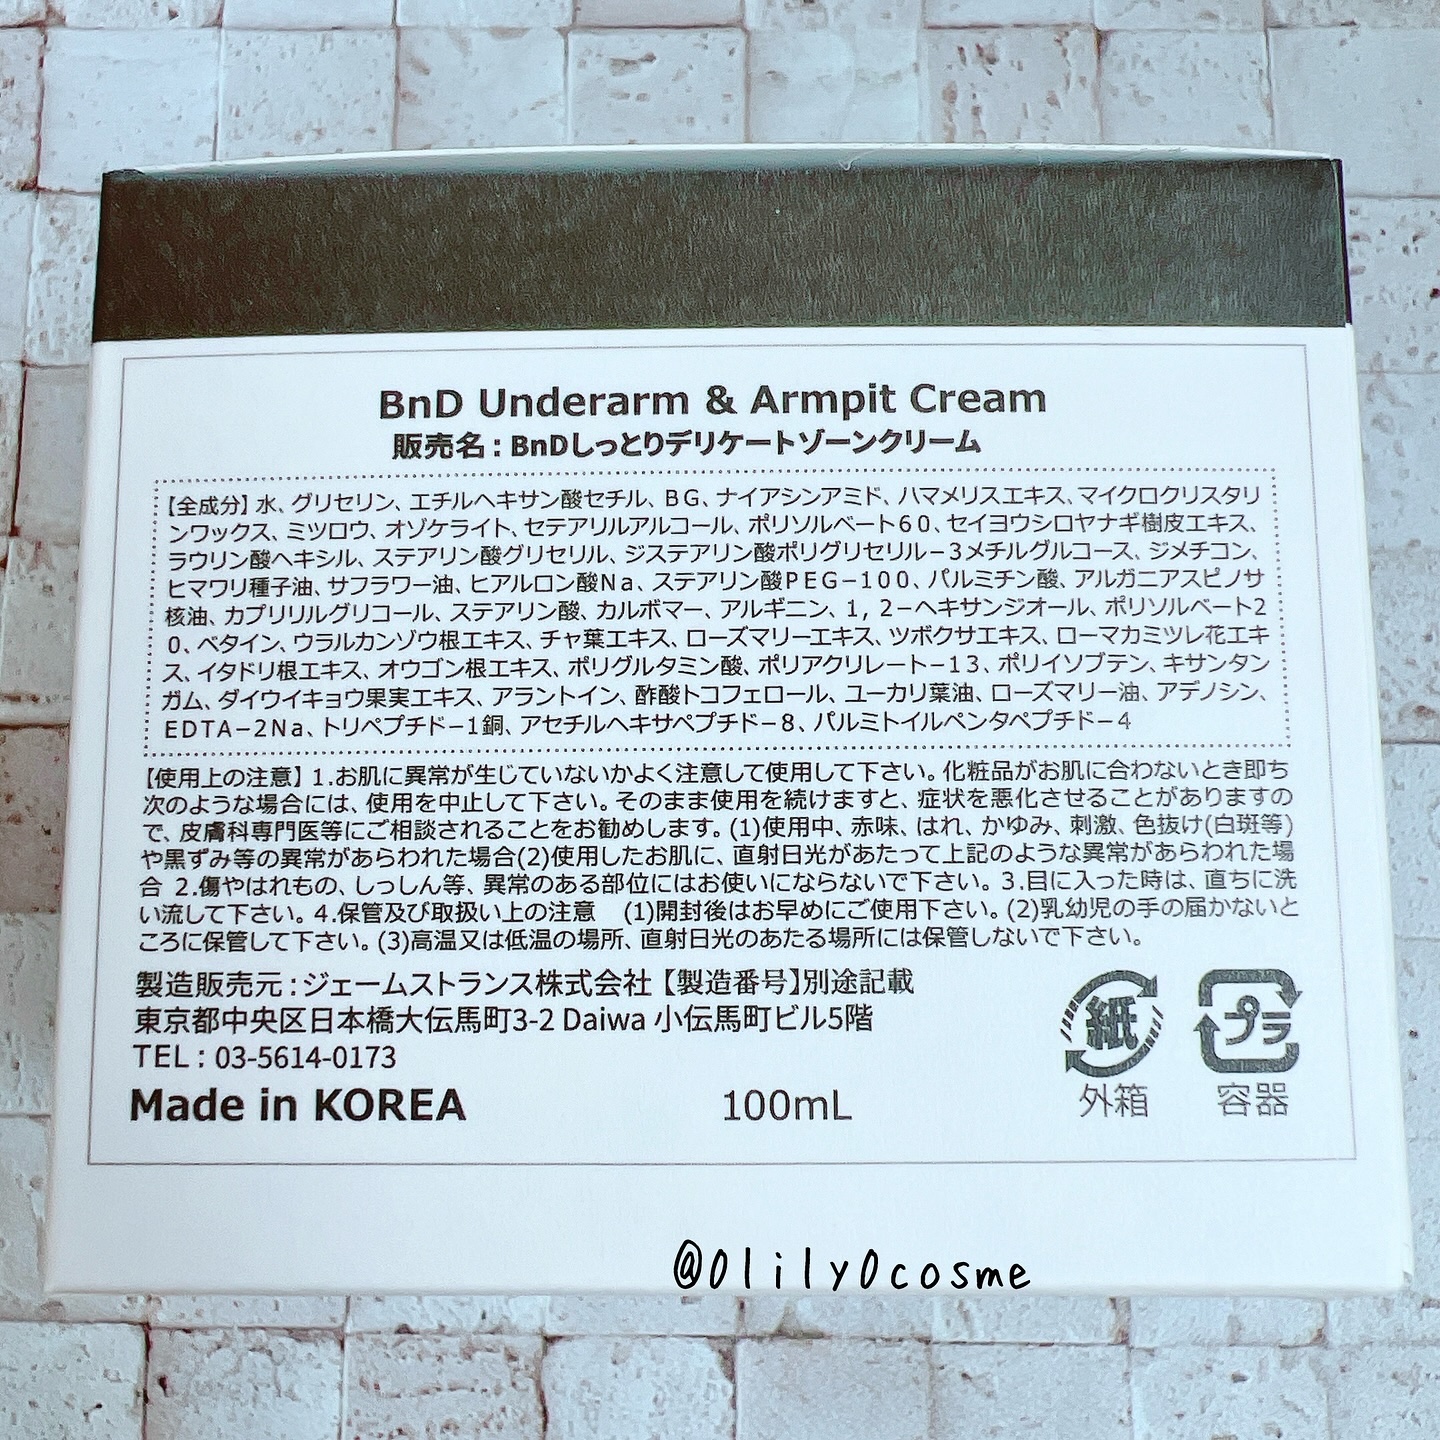 BnD Underarm & Armpit Cream
販売名：BnDしっとりデリケートゾーンクリーム
【全成分】水、グリセリン、エチルヘキサン酸セチル、BG、ナイアシンアミド、ハマメリスエキス、マイクロクリスタリ
ンワックス、ミツロウ、オゾケライト、セテアリルアルコール、ポリソルベート60、セイヨウシロヤナギ樹皮エキス、
ラウリン酸ヘキシル、ステアリン酸グリセリル、ジステアリン酸ポリグリセリル－3メチルグルコース、ジメチコン、
ヒマワリ種子油、サフラワー油、ヒアルロン酸Na、ステアリン酸PEG－100、パルミチン酸、アルガニアスピノサ
核油、カプリリルグリコール、ステアリン酸、カルボマー、アルギニン、1，2－ヘキサンジオール、ポリソルベート2
0、ベタイン、ウラルカンゾウ根エキス、チャ葉エキス、ローズマリーエキス、ツボクサエキス、ローマカミツレ花エキ
ス、イタドリ根エキス、オウゴン根エキス、ポリグルタミン酸、ポリアクリレート－13、ポリイソブテン、キサンタン
ガム、ダイウイキョウ果実エキス、アラントイン、酢酸トコフェロール、ユーカリ葉油、ローズマリー油、アデノシン、
EDTA－2Na、トリペプチド－1銅、アセチルヘキサペプチド－8、パルミトイルペンタペプチド－4
【使用上の注意】1.お肌に異常が生じていないかよく注意して使用して下さい。化粧品がお肌に合わないとき即ち
次のような場合には、使用を中止して下さい。そのまま使用を続けますと、症状を悪化させることがありますの
で、皮膚科専門医等にご相談されることをお勧めします。(1)使用中、赤味、はれ、かゆみ、刺激、色抜け(白斑等)
や黒ずみ等の異常があらわれた場合(2)使用したお肌に、直射日光があたって上記のような異常があらわれた場
合 2.傷やはれもの、しっしん等、異常のある部位にはお使いにならないで下さい。3.目に入った時は、直ちに洗
い流して下さい。4.保管及び取扱い上の注意　(1)開封後はお早めにご使用下さい。(2)乳幼児の手の届かないと
ころに保管して下さい。(3)高温又は低温の場所、直射日光のあたる場所には保管しないで下さい。
製造販売元：ジェームストランス株式会社【製造番号】別途記載
東京都中央区日本橋大伝馬町3-2 Daiwa 小伝馬町ビル5階
TEL：03-5614-0173
Made in KOREA
100mL
紙
外箱
プラ
容器
@0lily0cosme